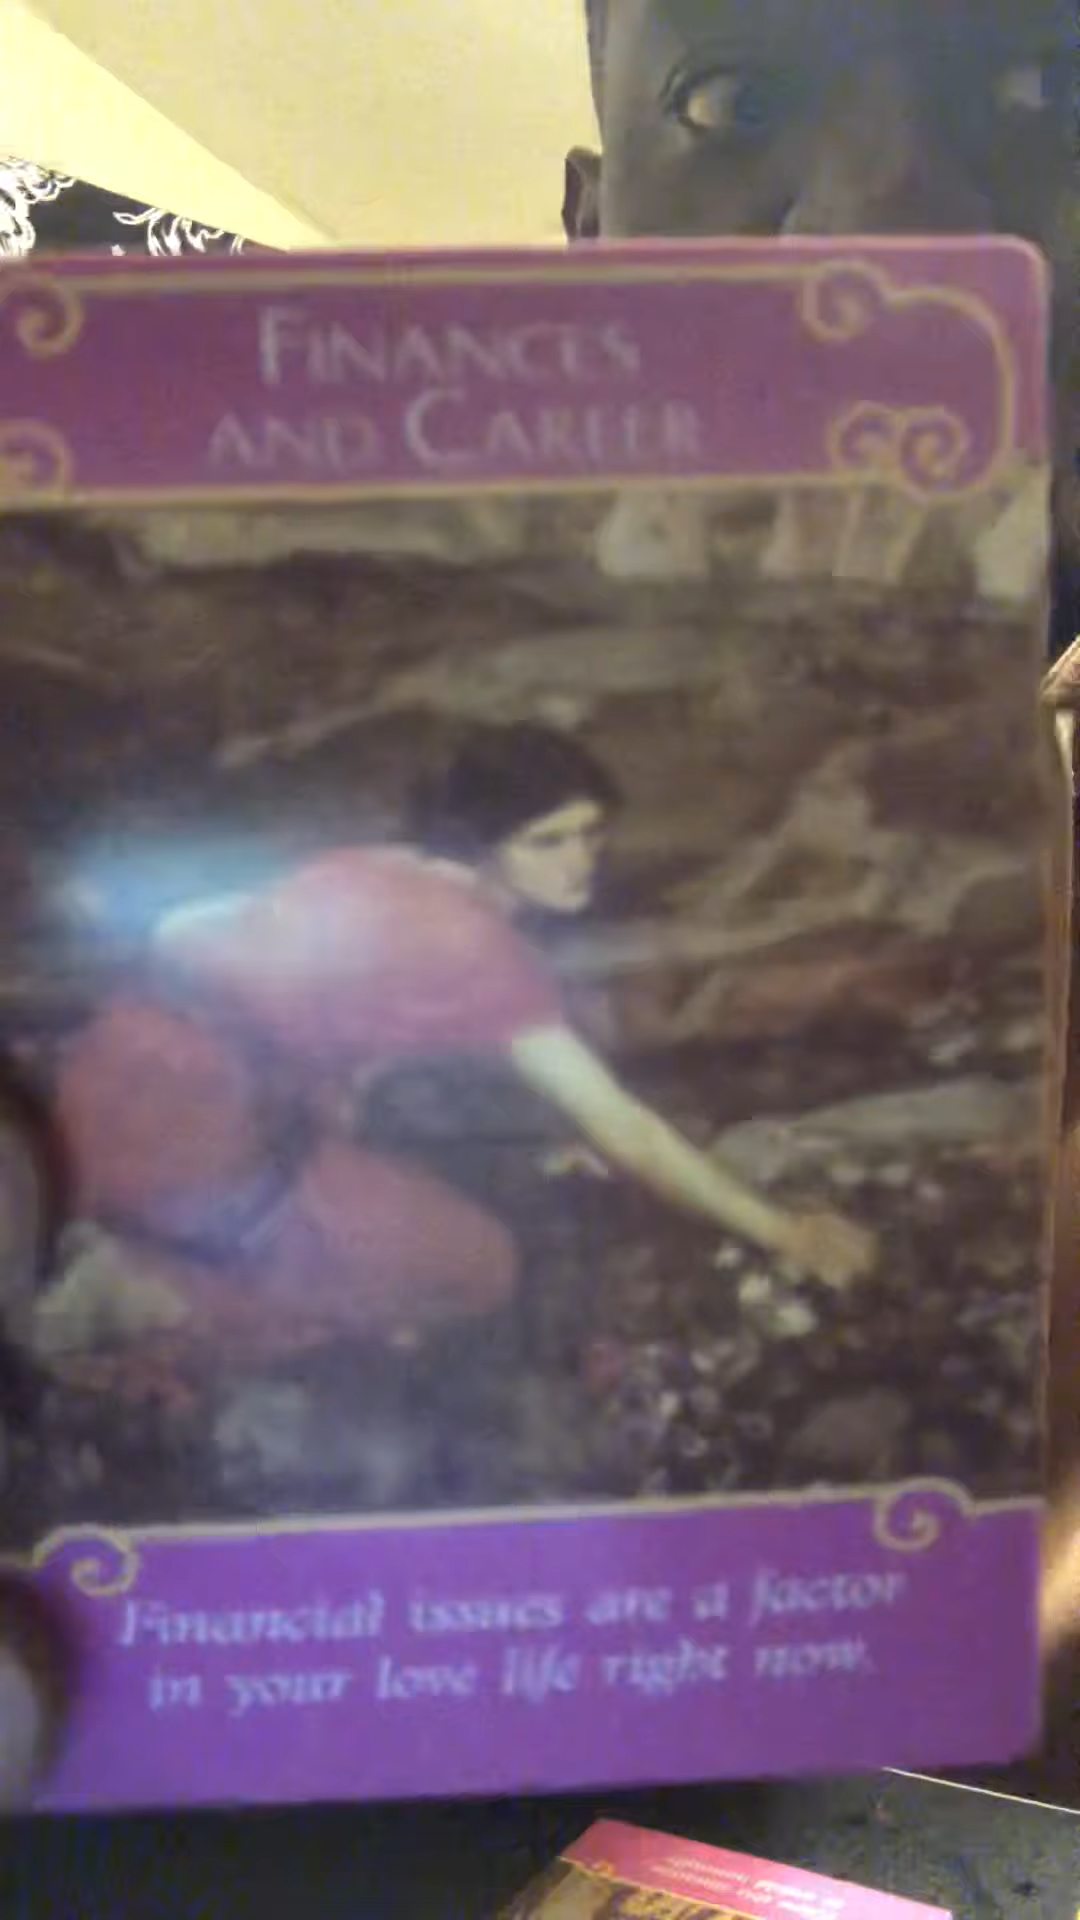 FINANCES
AND CAREER
Financial issues are a factor
in your love life right now.